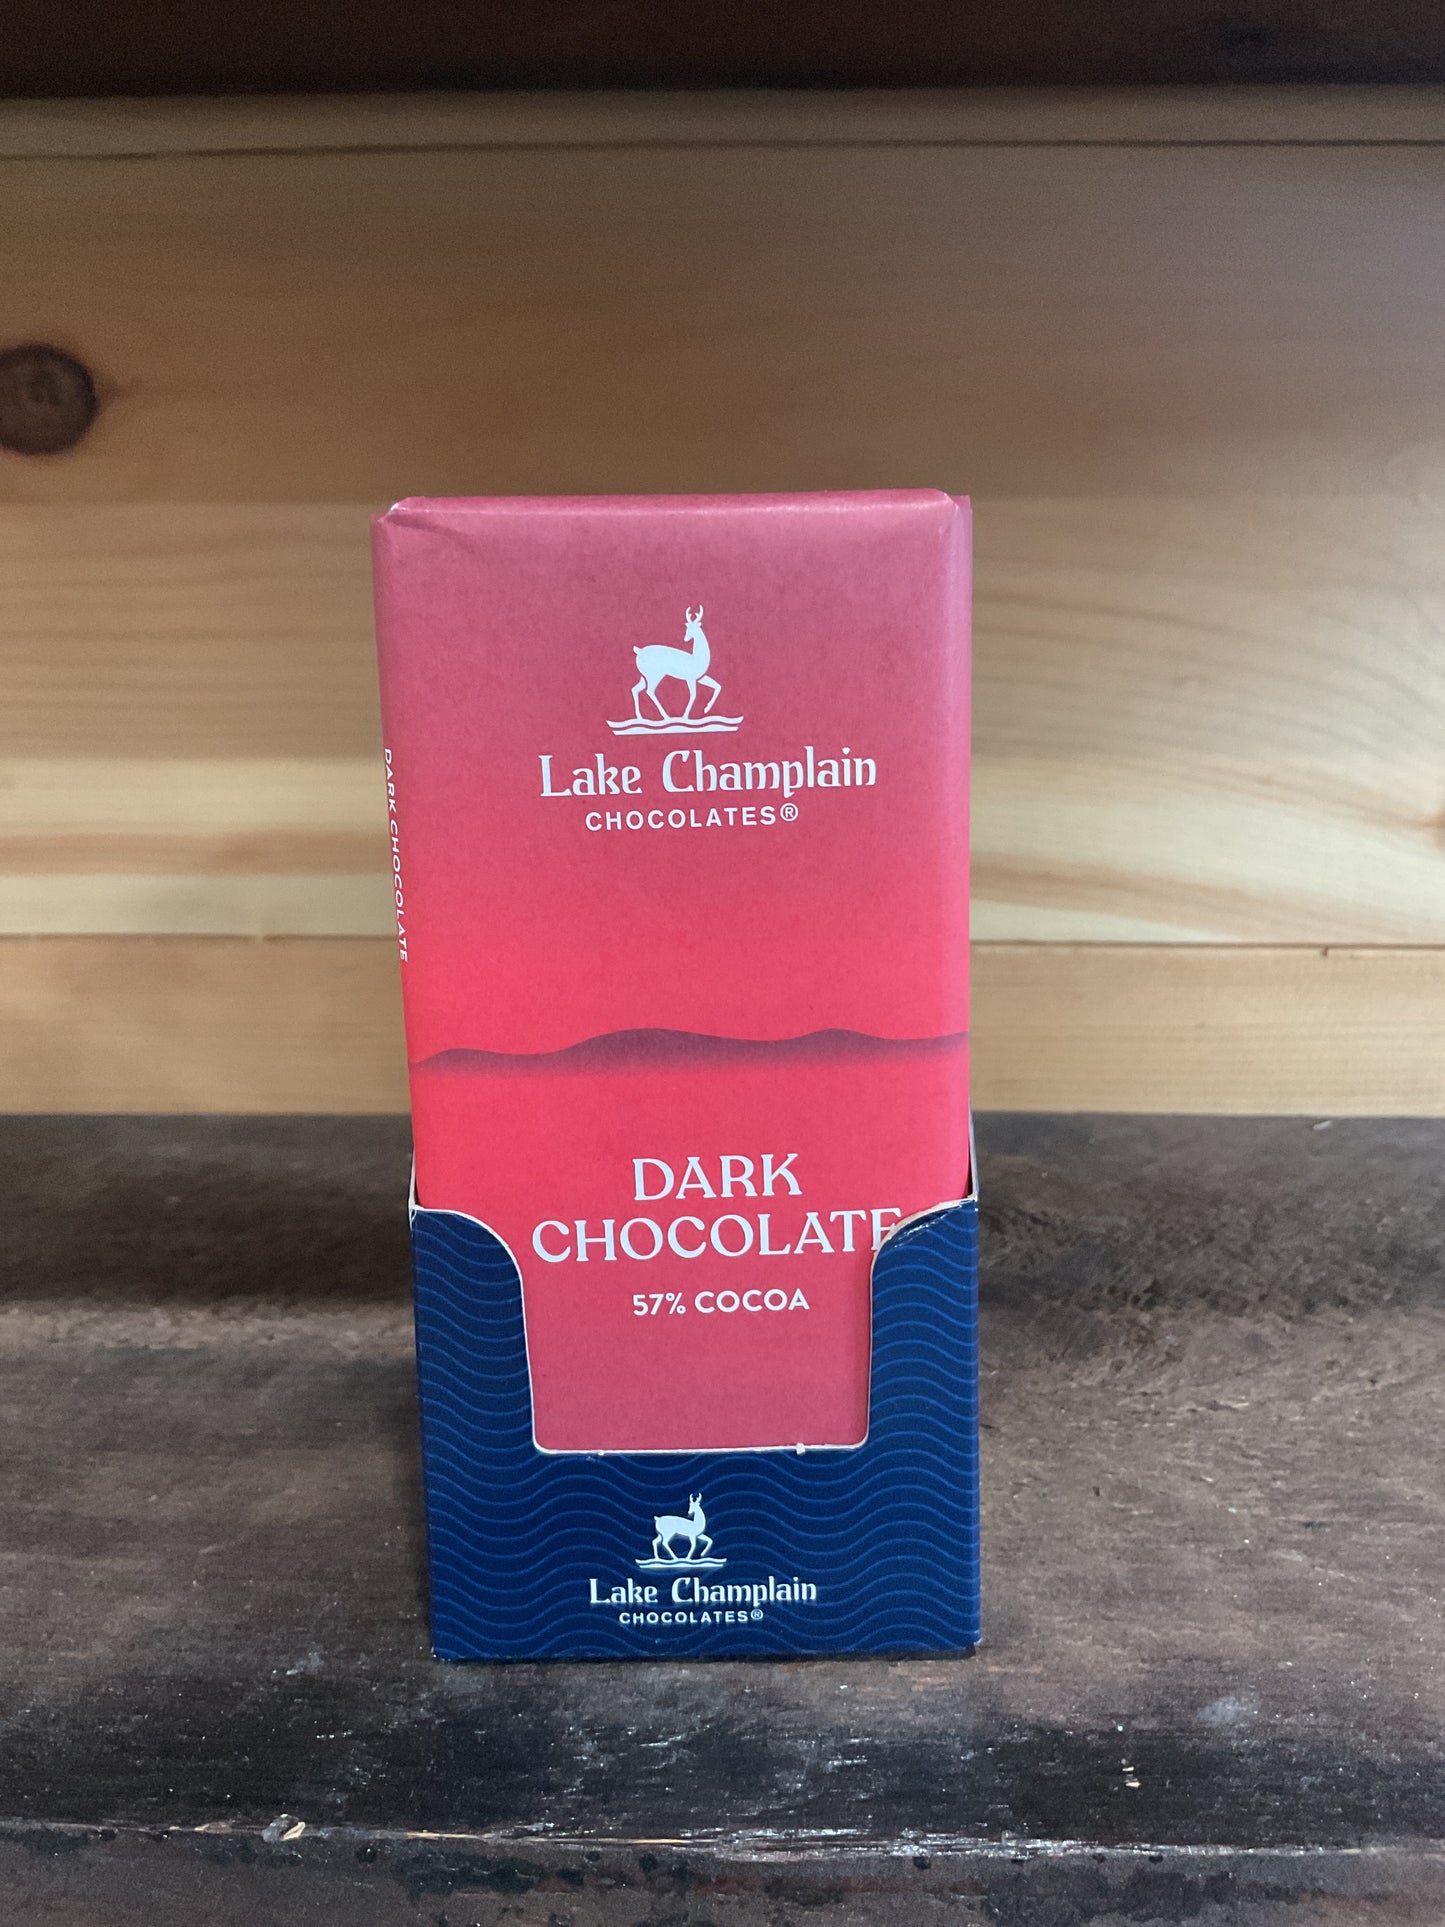 Lake Champlain
CHOCOLATES®
DARK CHOCOLATE
DARK
CHOCOLATE
57% COCOA
Lake Champlain
CHOCOLATES®